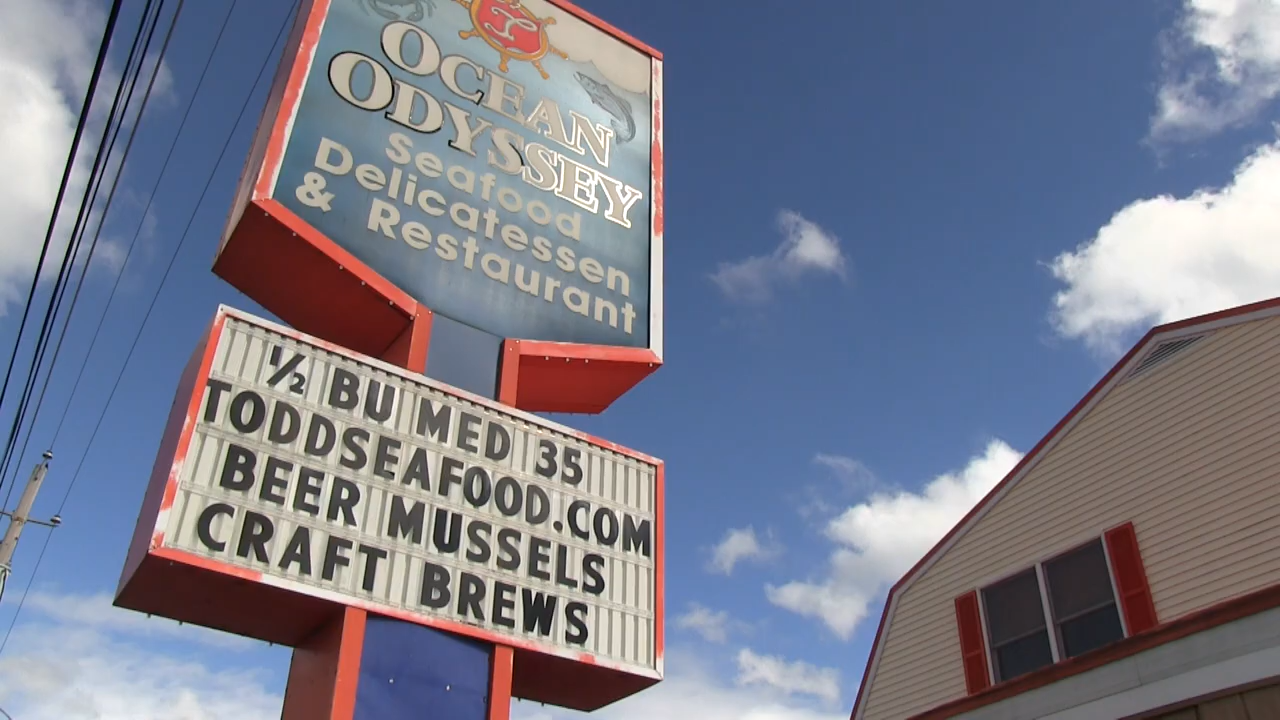 OCEAN
ODYSSEY
Seafood
Delicatessen
& Restaurant
½ BU MED 35
TODDSEAFOOD.COM
BEER MUSSELS
CRAFT BREWS